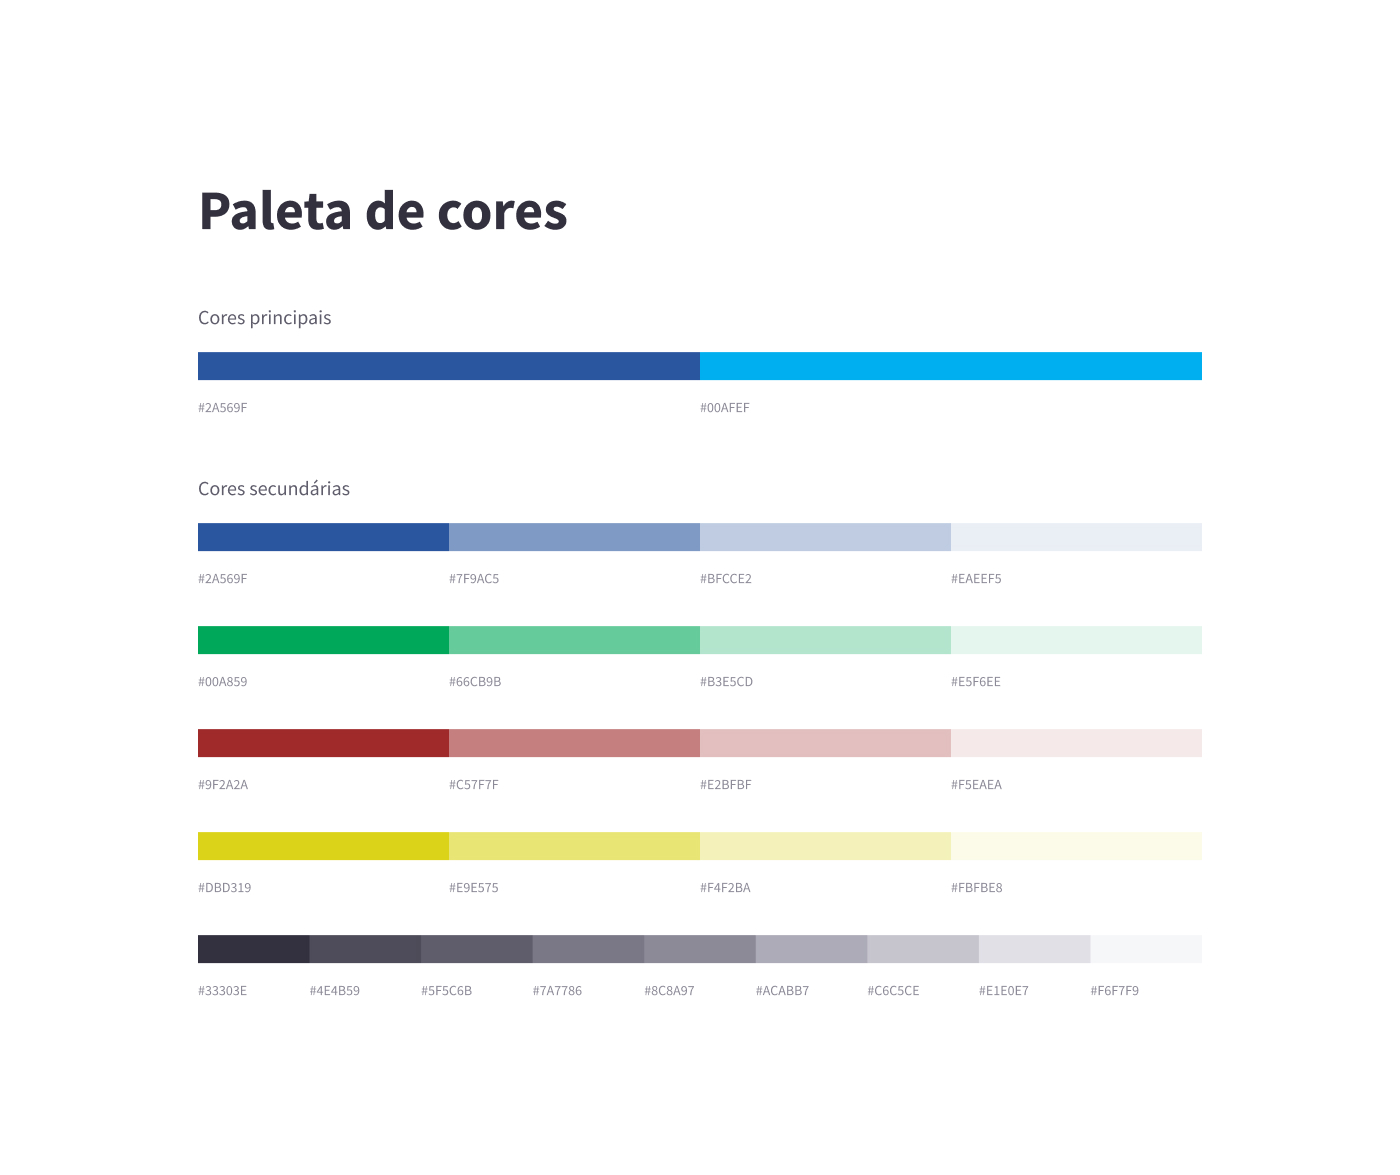 Paleta de cores
Cores principais
#2A569F #00AFEF
Cores secundárias
#2A569F #7F9AC5 #BFCCE2 #EAEEF5
#00A859 #66CB9B #B3E5CD #E5F6EE
#9F2A2A #C57F7F #E2BFBF #F5EAEA
#DBD319 #E9E575 #F4F2BA #FBFBE8
#33303E #4E4B59 #5F5C6B #7A7786 #8C8A97 #ACABB7 #C6C5CE #E1E0E7 #F6F7F9